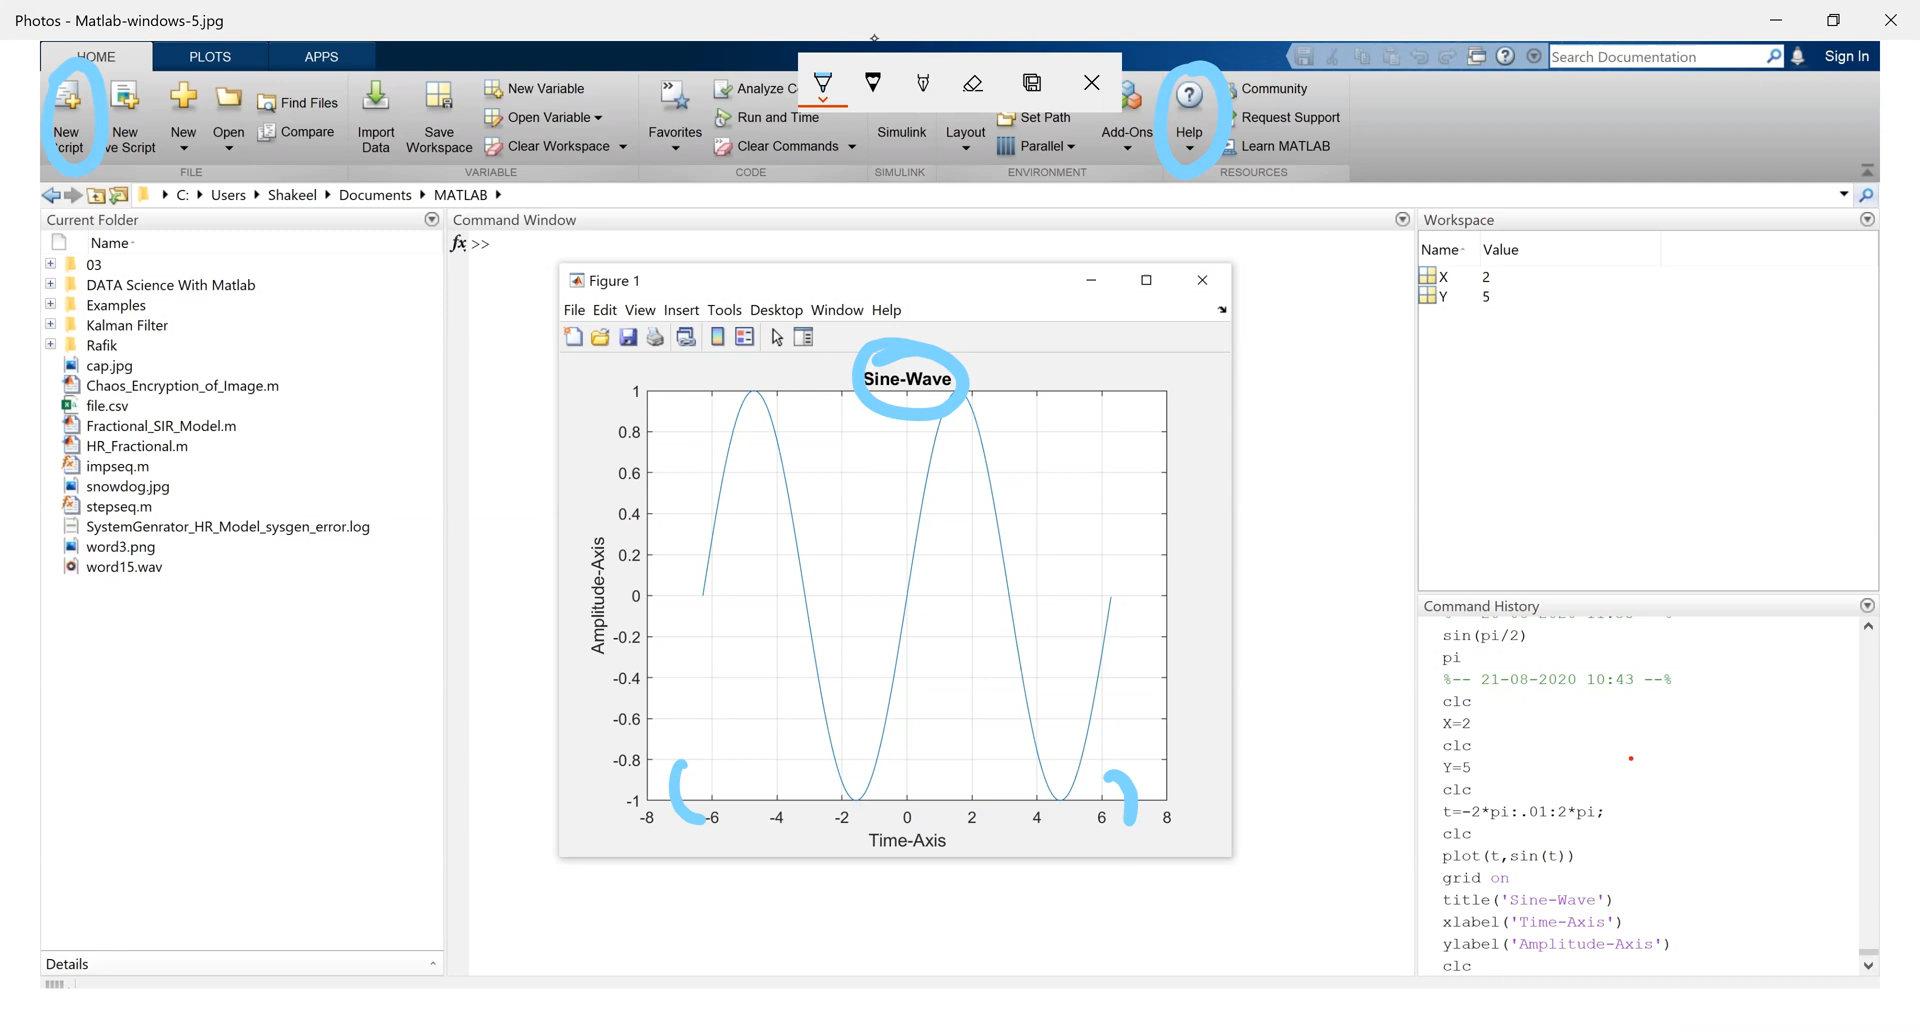 Photos - Matlab-windows-5.jpg
HOME PLOTS APPS
Search Documentation
Sign In
New Script
New Live Script
New
Open
Find Files
Compare
FILE
Import Data
Save Workspace
New Variable
Open Variable
Clear Workspace
VARIABLE
Favorites
Analyze C
Run and Time
Clear Commands
CODE
Simulink
SIMULINK
Layout
Set Path
Parallel
Add-Ons
ENVIRONMENT
Help
Community
Request Support
Learn MATLAB
RESOURCES
C: Users Shakeel Documents MATLAB
Current Folder
Name
03
DATA Science With Matlab
Examples
Kalman Filter
Rafik
cap.jpg
Chaos_Encryption_of_Image.m
file.csv
Fractional_SIR_Model.m
HR_Fractional.m
impseq.m
snowdog.jpg
stepseq.m
SystemGenrator_HR_Model_sysgen_error.log
word3.png
word15.wav
Details
Command Window
fx >>
Figure 1
File Edit View Insert Tools Desktop Window Help
Sine-Wave
1
0.8
0.6
0.4
0.2
0
-0.2
-0.4
-0.6
-0.8
-1
Amplitude-Axis
-8 -6 -4 -2 0 2 4 6 8
Time-Axis
Workspace
Name Value
X 2
Y 5
Command History
sin(pi/2)
pi
%-- 21-08-2020 10:43 --%
clc
X=2
clc
Y=5
clc
t=-2*pi:.01:2*pi;
clc
plot(t,sin(t))
grid on
title('Sine-Wave')
xlabel('Time-Axis')
ylabel('Amplitude-Axis')
clc